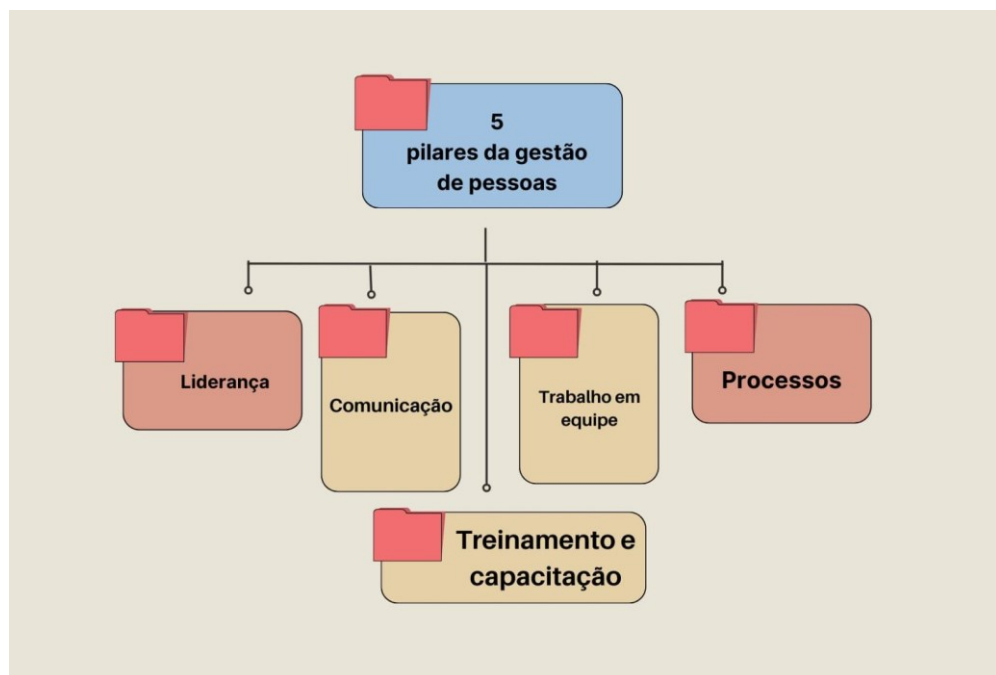 5
pilares da gestão
de pessoas
Liderança
Comunicação
Trabalho em
equipe
Processos
Treinamento e
capacitação